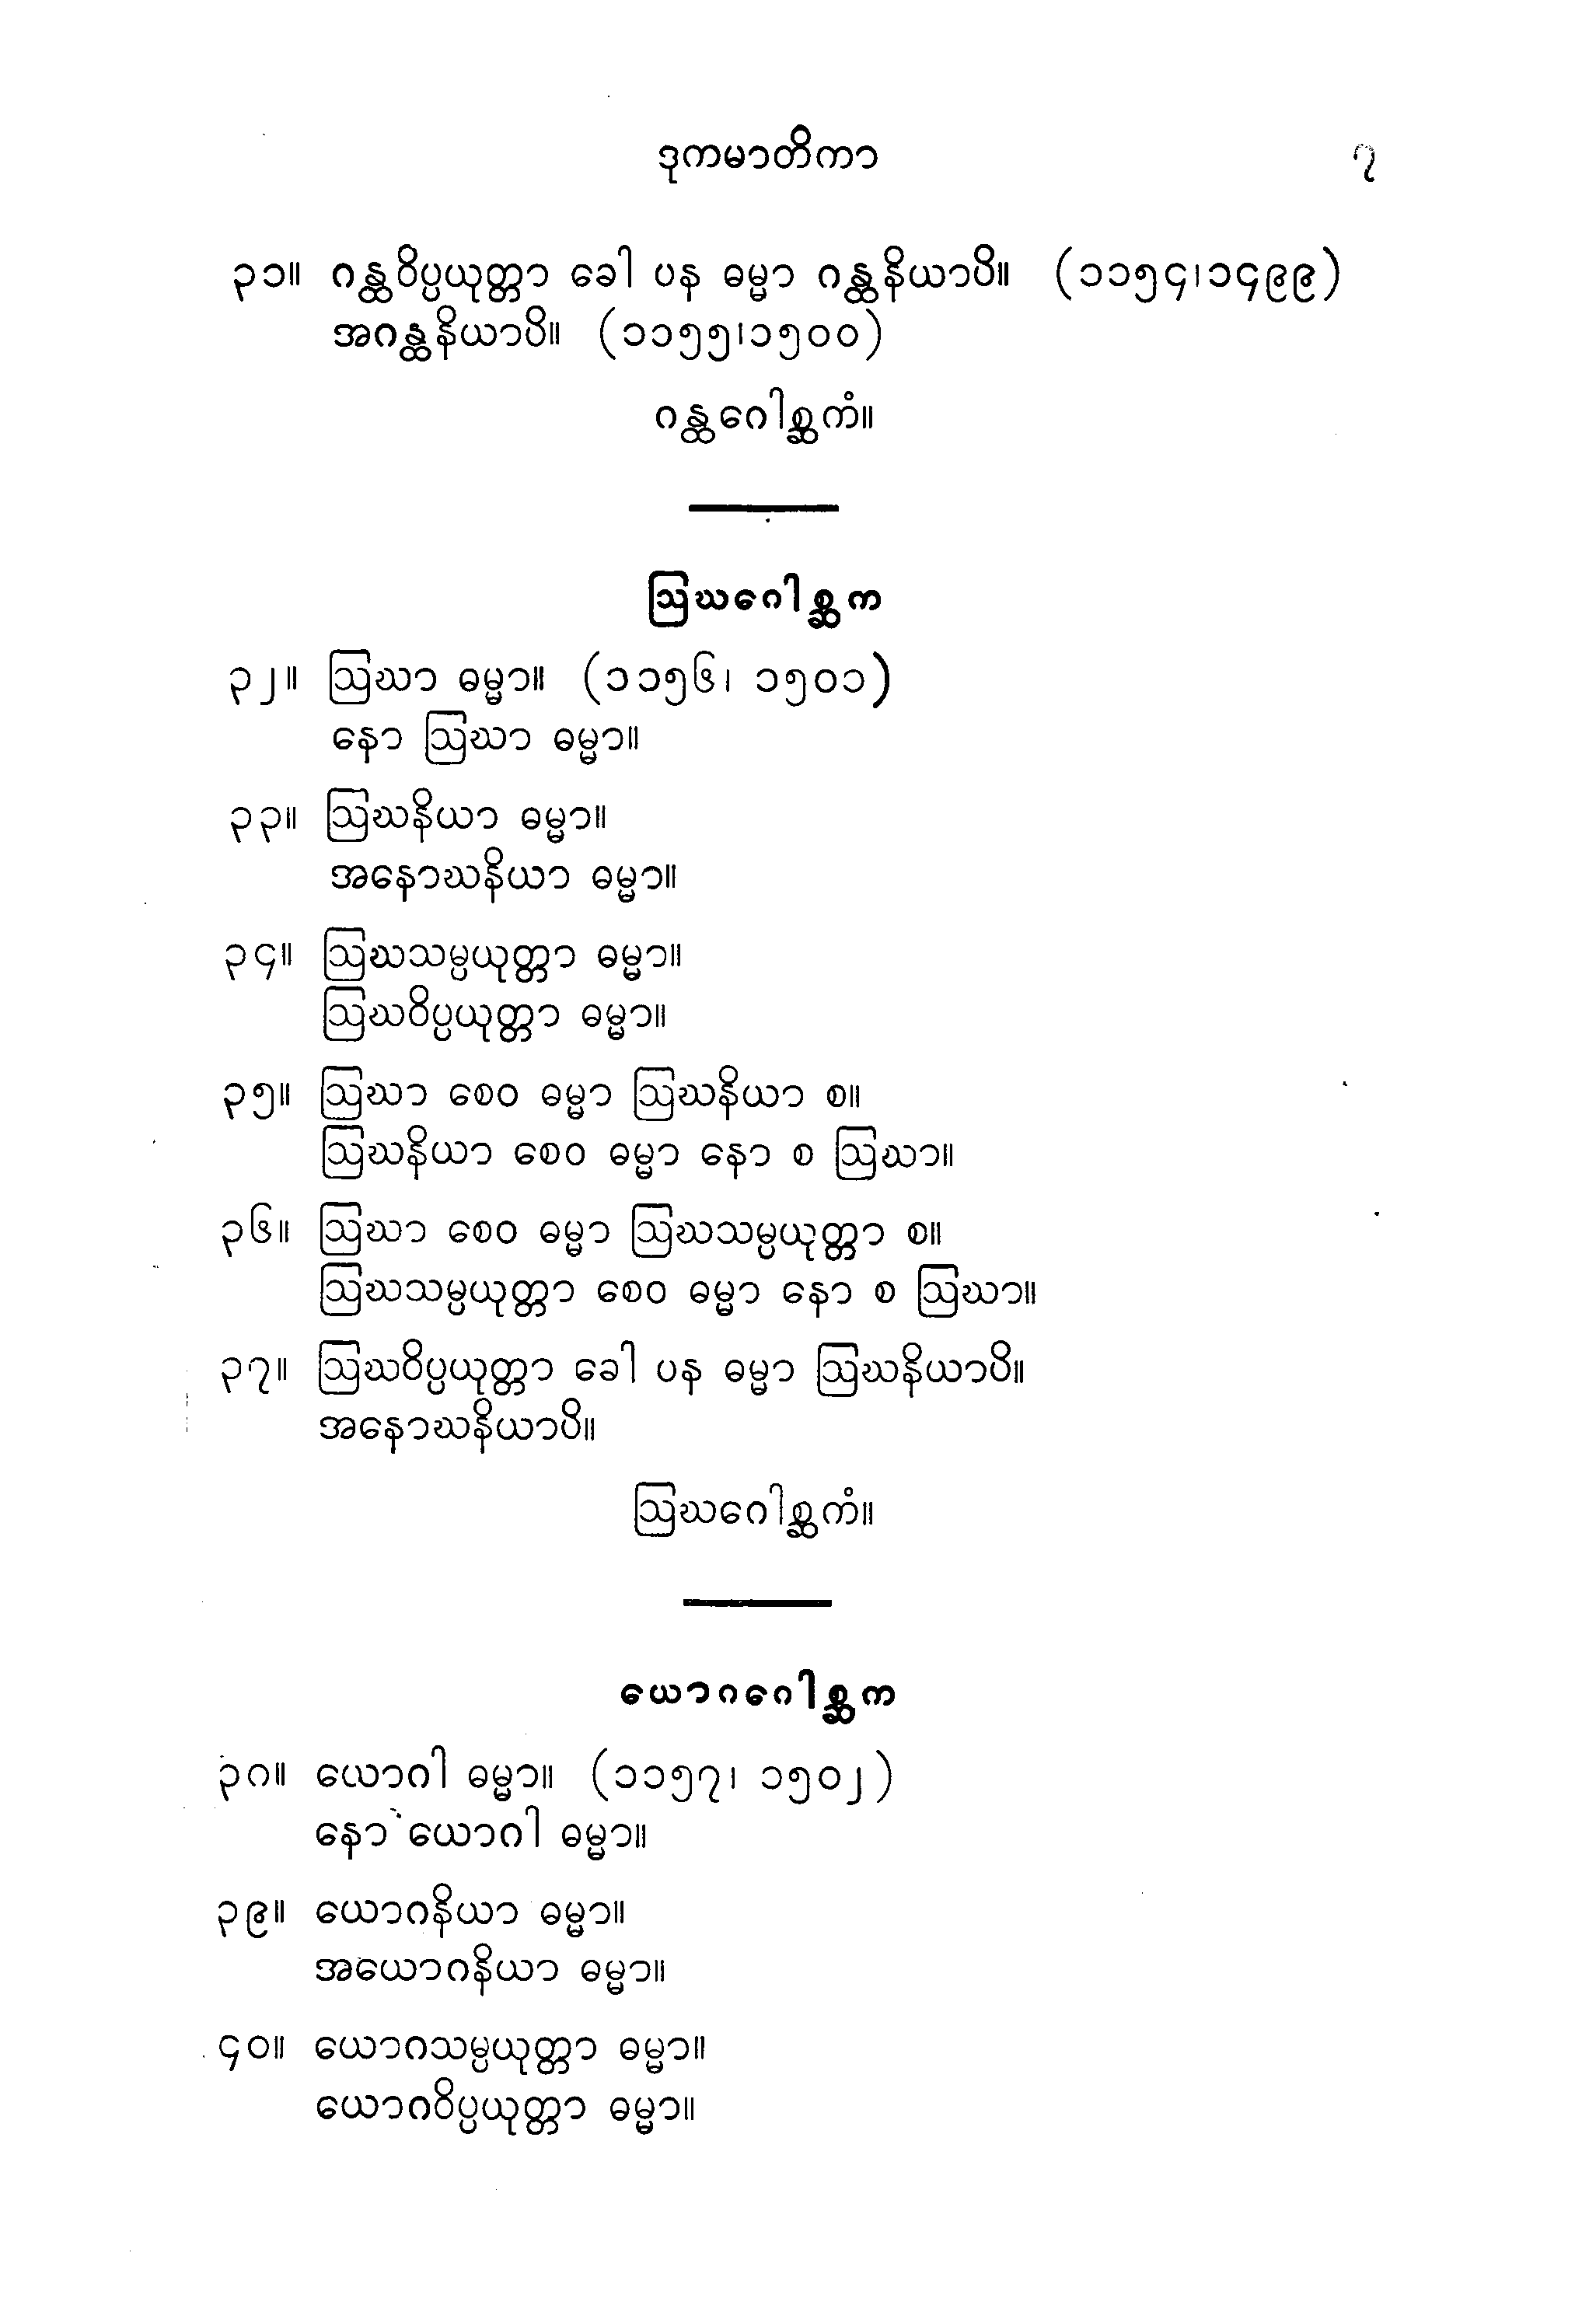 ဒုကမာတိကာ ၇
၃၁။ ဂန္ထဝိပ္ပယုတ္တာ ခေါ ပန ဓမ္မာ ဂန္ထနိယာပိ။ (၁၁၅၄၊၁၄၉၉)
အဂန္ထနိယာပိ။ (၁၁၅၅၊၁၅၀၀)
ဂန္ထဂေါစ္ဆကံ။
ဩဃဂေါစ္ဆက
၃၂။ ဩဃာ ဓမ္မာ။ (၁၁၅၆၊ ၁၅၀၁)
နော ဩဃာ ဓမ္မာ။
၃၃။ ဩဃနိယာ ဓမ္မာ။
အနောဃနိယာ ဓမ္မာ။
၃၄။ ဩဃသမ္ပယုတ္တာ ဓမ္မာ။
ဩဃဝိပ္ပယုတ္တာ ဓမ္မာ။
၃၅။ ဩဃာ စေဝ ဓမ္မာ ဩဃနိယာ စ။
ဩဃနိယာ စေဝ ဓမ္မာ နော စ ဩဃာ။
၃၆။ ဩဃာ စေဝ ဓမ္မာ ဩဃသမ္ပယုတ္တာ စ။
ဩဃသမ္ပယုတ္တာ စေဝ ဓမ္မာ နော စ ဩဃာ။
၃၇။ ဩဃဝိပ္ပယုတ္တာ ခေါ ပန ဓမ္မာ ဩဃနိယာပိ။
အနောဃနိယာပိ။
ဩဃဂေါစ္ဆကံ။
ယောဂဂေါစ္ဆက
၃၈။ ယောဂါ ဓမ္မာ။ (၁၁၅၇၊ ၁၅၀၂)
နော ယောဂါ ဓမ္မာ။
၃၉။ ယောဂနိယာ ဓမ္မာ။
အယောဂနိယာ ဓမ္မာ။
၄၀။ ယောဂသမ္ပယုတ္တာ ဓမ္မာ။
ယောဂဝိပ္ပယုတ္တာ ဓမ္မာ။